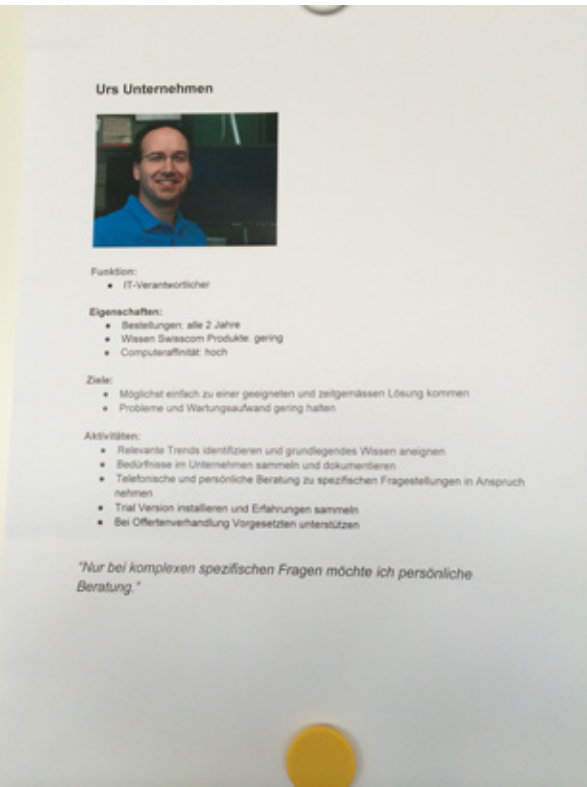 Urs Unternehmen
Funktion:
• IT-Verantwortlicher
Eigenschaften:
• Bestellungen: alle 2 Jahre
• Wissen Swisscom Produkte: gering
• Computeraffinität: hoch
Ziele:
• Möglichst einfach zu einer geeigneten und zeitgemässen Lösung kommen
• Probleme und Wartungsaufwand gering halten
Aktivitäten:
• Relevante Trends identifizieren und grundlegendes Wissen aneignen
• Bedürfnisse im Unternehmen sammeln und dokumentieren
• Telefonische und persönliche Beratung zu spezifischen Fragestellungen in Anspruch
nehmen
• Trial Version installieren und Erfahrungen sammeln
• Bei Offertenverhandlung Vorgesetzten unterstützen
"Nur bei komplexen spezifischen Fragen möchte ich persönliche
Beratung."